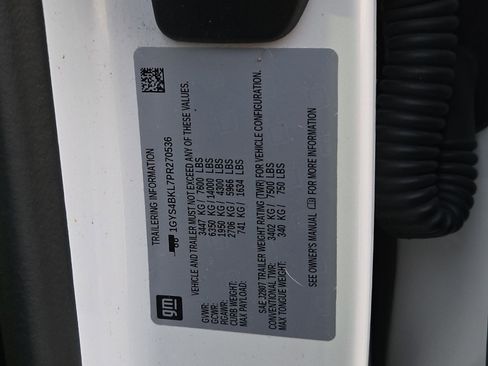 gm
TRAILERING INFORMATION
1GYS4BKL7PR270536
VEHICLE AND TRAILER MUST NOT EXCEED ANY OF THESE VALUES.
GVWR: 3447 KG / 7600 LBS
GCWR: 6350 KG / 14000 LBS
RGAWR: 1950 KG / 4300 LBS
CURB WEIGHT: 2706 KG / 5966 LBS
MAX PAYLOAD: 741 KG / 1634 LBS
SAE J2807 TRAILER WEIGHT RATING (TWR) FOR VEHICLE CONFIGURATION.
CONVENTIONAL TWR: 3402 KG / 7500 LBS
MAX TONGUE WEIGHT: 340 KG / 750 LBS
SEE OWNER'S MANUAL FOR MORE INFORMATION